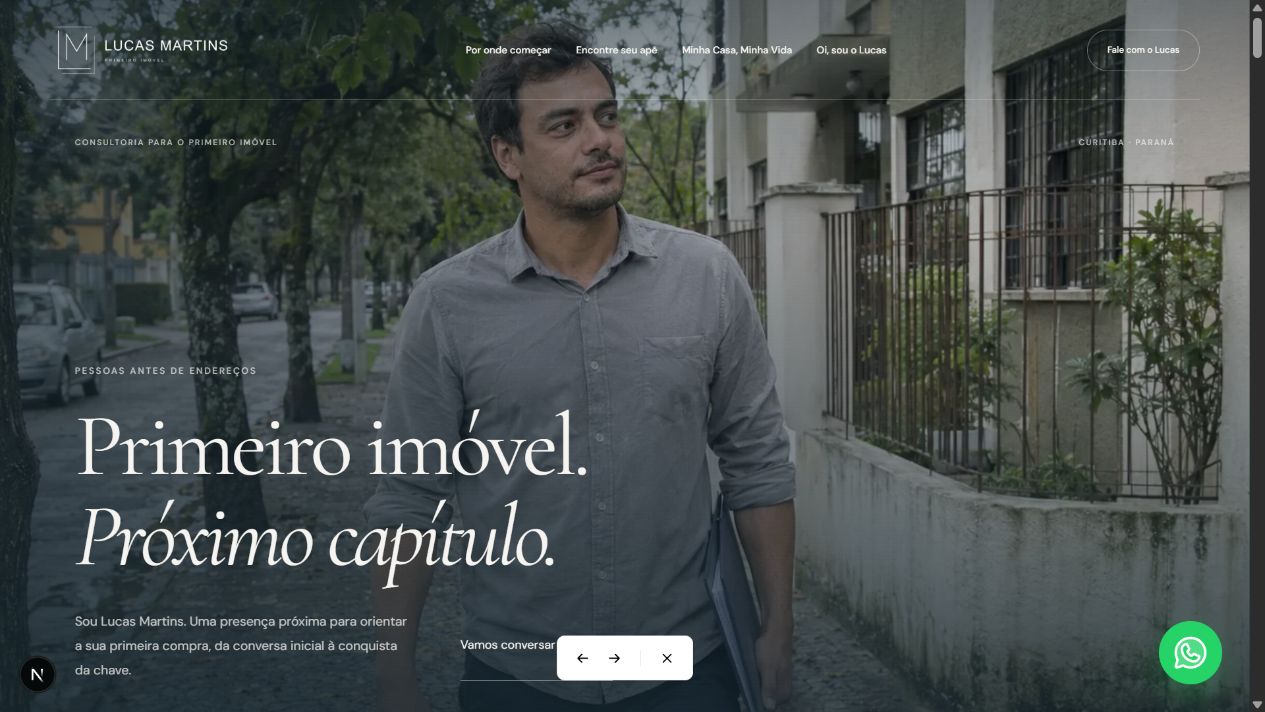 LUCAS MARTINS
PRIMEIRO IMÓVEL
Por onde começar
Encontre seu apê
Minha Casa, Minha Vida
Oi, sou o Lucas
Fale com o Lucas
CONSULTORIA PARA O PRIMEIRO IMÓVEL
CURITIBA · PARANÁ
PESSOAS ANTES DE ENDEREÇOS
Primeiro imóvel.
Próximo capítulo.
Sou Lucas Martins. Uma presença próxima para orientar
a sua primeira compra, da conversa inicial à conquista
da chave.
Vamos conversar
N